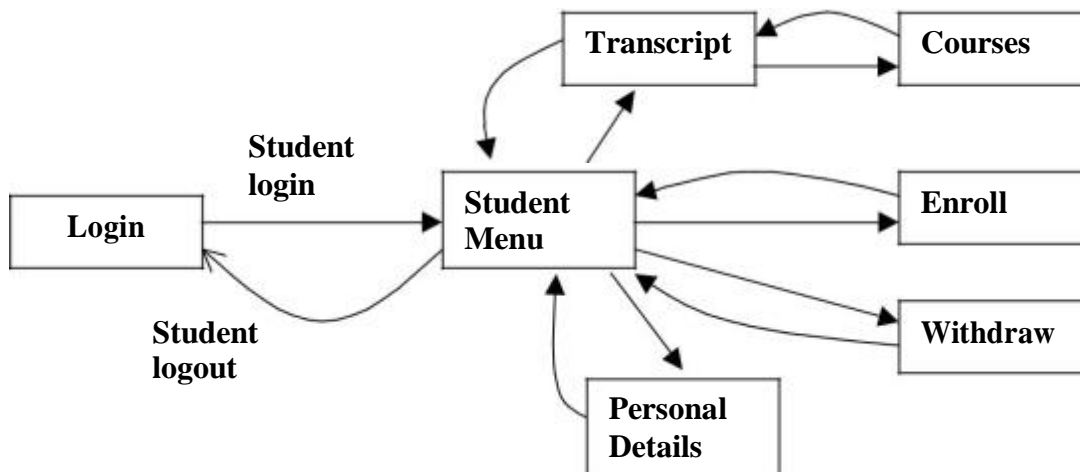 Transcript
Courses
Student
login
Student
Menu
Enroll
Login
Student
logout
Withdraw
Personal
Details